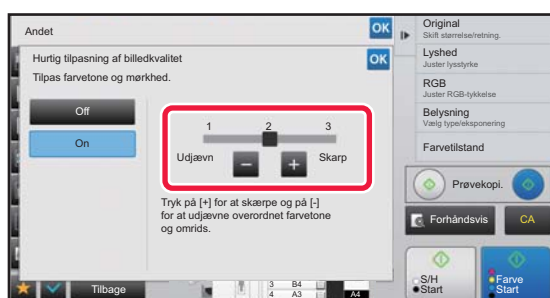 Andet
OK
Hurtig tilpasning af billedkvalitet
OK
Tilpas farvetone og mørkhed.
Off
On
1 2 3
Udjævn
Skarp
Tryk på [+] for at skærpe og på [-]
for at udjævne overordnet farvetone
og omrids.
Tilbage
3 B4
4 A3
A4
Original
Skift størrelse/retning.
Lyshed
Juster lysstyrke
RGB
Juster RGB-tykkelse
Belysning
Vælg type/eksponering
Farvetilstand
Prøvekopi.
Forhåndsvis
CA
S/H
Start
Farve
Start